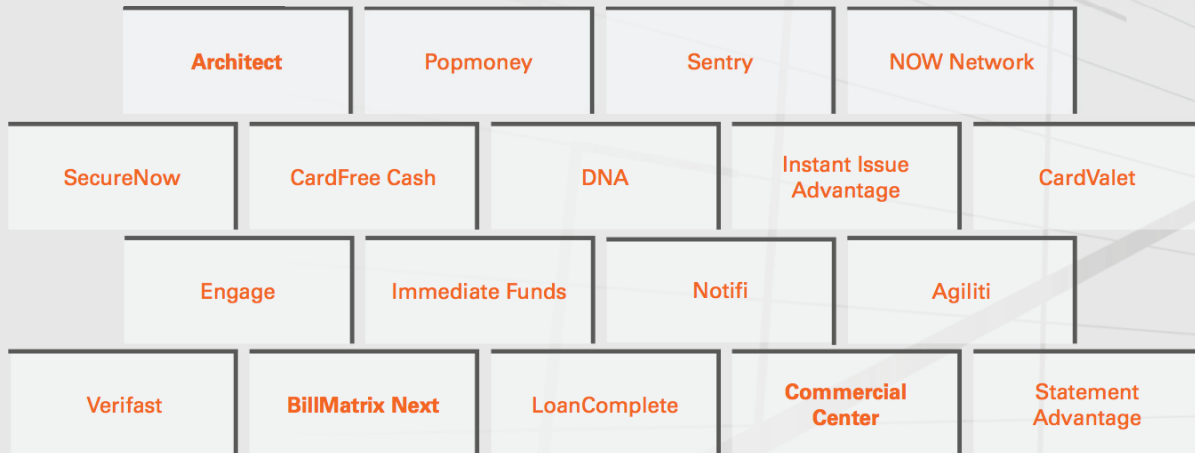 Architect
Popmoney
Sentry
NOW Network
SecureNow
CardFree Cash
DNA
Instant Issue
Advantage
CardValet
Engage
Immediate Funds
Notifi
Agiliti
Verifast
BillMatrix Next
LoanComplete
Commercial
Center
Statement
Advantage